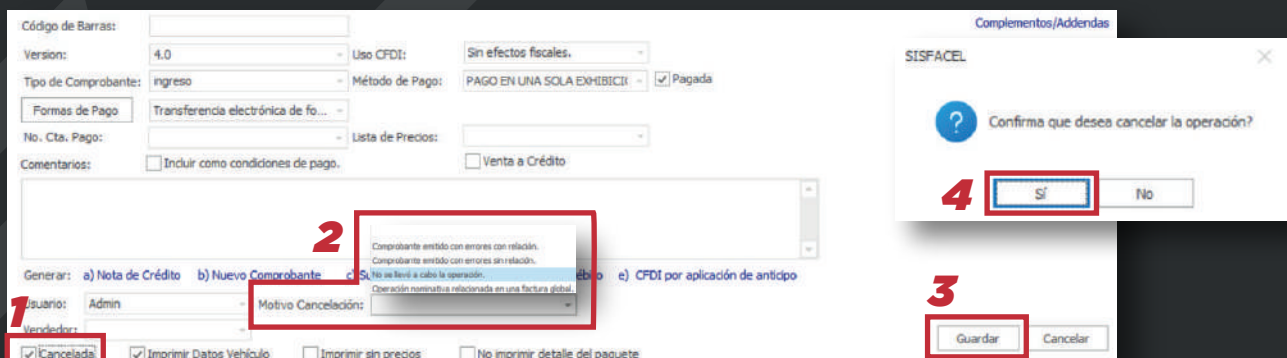 Código de Barras:
Complementos/Addendas
Version: 4.0 Uso CFDI: Sin efectos fiscales.
Tipo de Comprobante: ingreso Método de Pago: PAGO EN UNA SOLA EXHIBICI Pagada
Formas de Pago Transferencia electrónica de fo...
No. Cta. Pago: Lista de Precios:
Comentarios: Incluir como condiciones de pago. Venta a Crédito
SISFACEL
Confirma que desea cancelar la operación?
4 Sí No
2
Comprobante emitido con errores con relación.
Comprobante emitido con errores sin relación.
No se llevó a cabo la operación.
Operación nominativa relacionada en una factura global.
Generar: a) Nota de Crédito b) Nuevo Comprobante e) CFDI por aplicación de anticipo
1
Usuario: Admin Motivo Cancelación:
Vendedor:
3
Guardar Cancelar
Cancelada Imprimir Datos Vehículo Imprimir sin precios No imprimir detalle del paquete